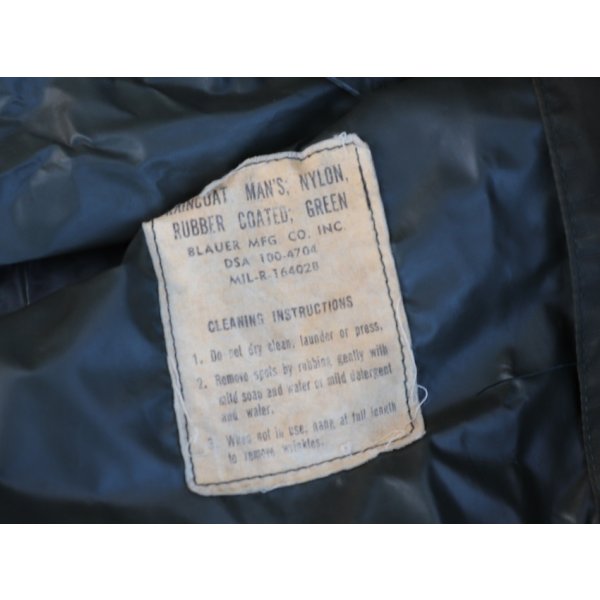 RAINCOAT MAN'S, NYLON,
RUBBER COATED; GREEN
BLAUER MFG. CO. INC.
DSA 100-4704
MIL-R-16402B
CLEANING INSTRUCTIONS
1. Do not dry clean, launder or press.
2. Remove spots by rubbing gently with
mild soap and water or mild detergent
and water.
3. When not in use, hang at full length
to remove wrinkles.